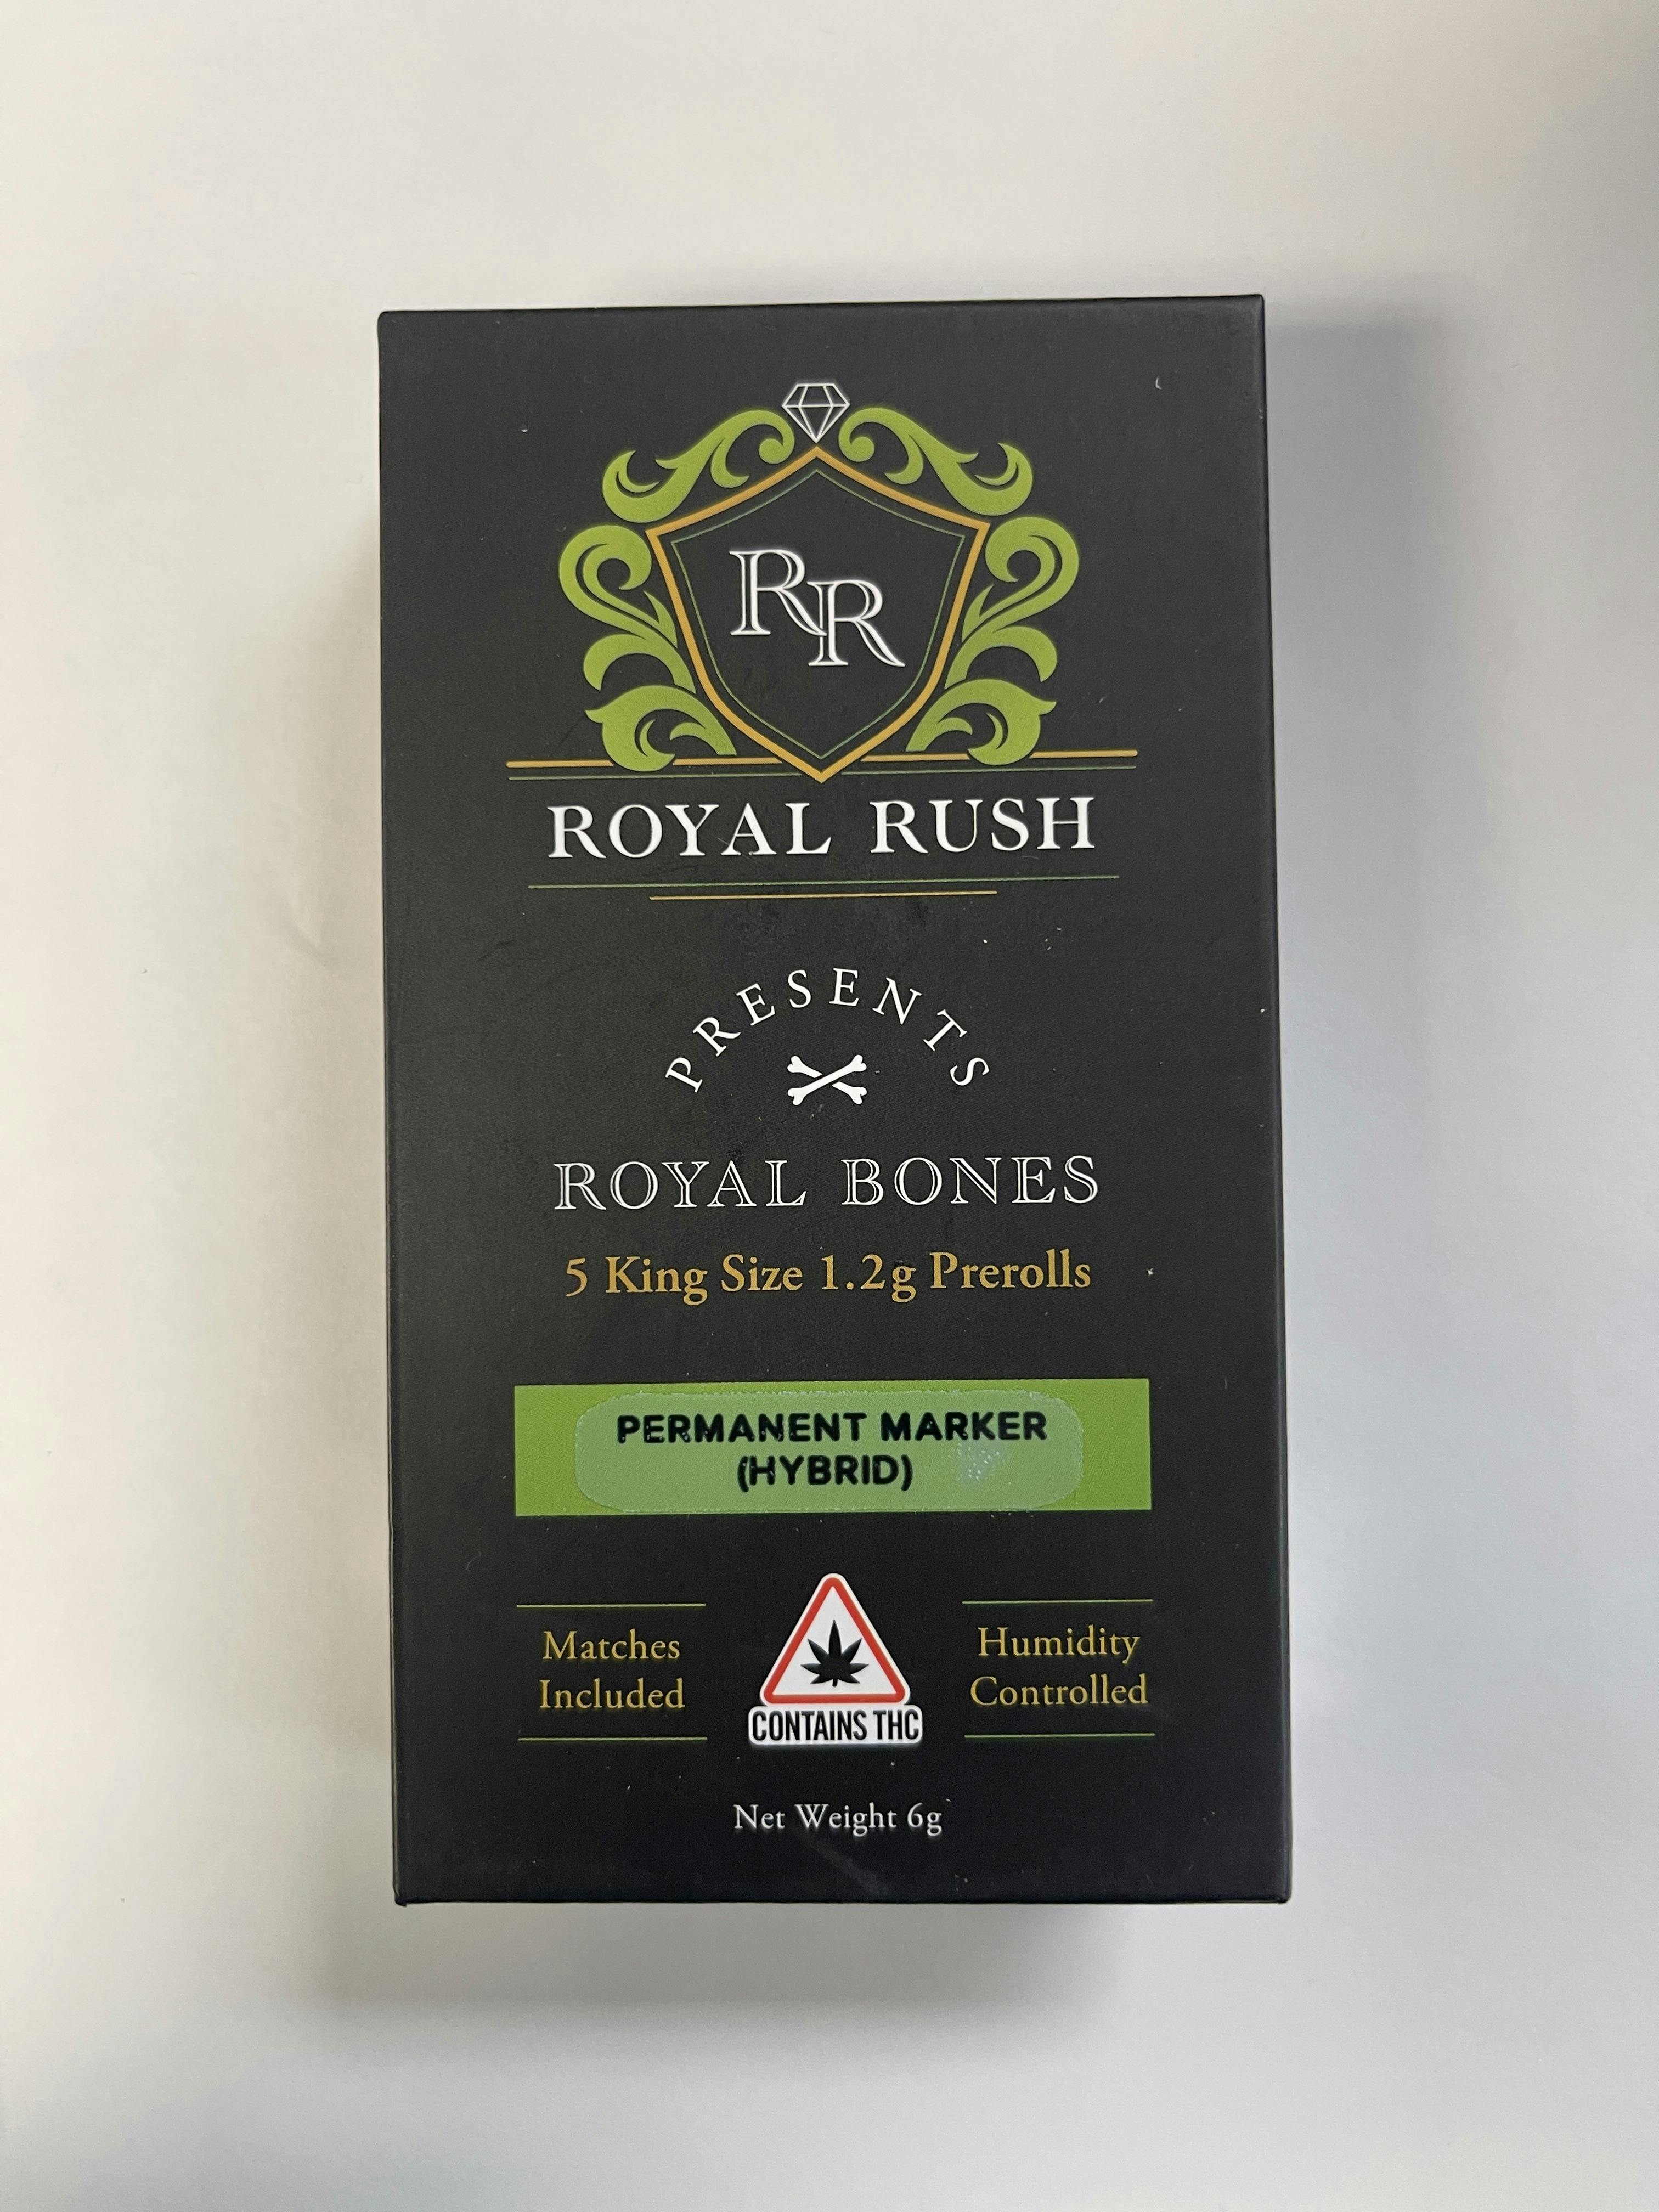 RR
ROYAL RUSH
PRESENTS
ROYAL BONES
5 King Size 1.2g Prerolls
PERMANENT MARKER
(HYBRID)
Matches
Included
CONTAINS THC
Humidity
Controlled
Net Weight 6g